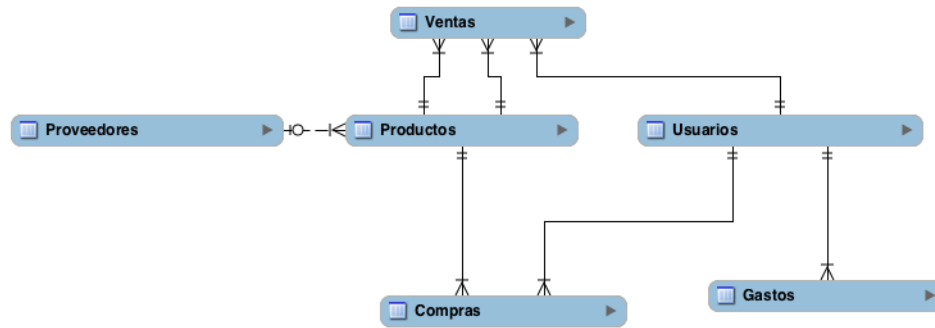 Ventas
Proveedores
Productos
Usuarios
Compras
Gastos